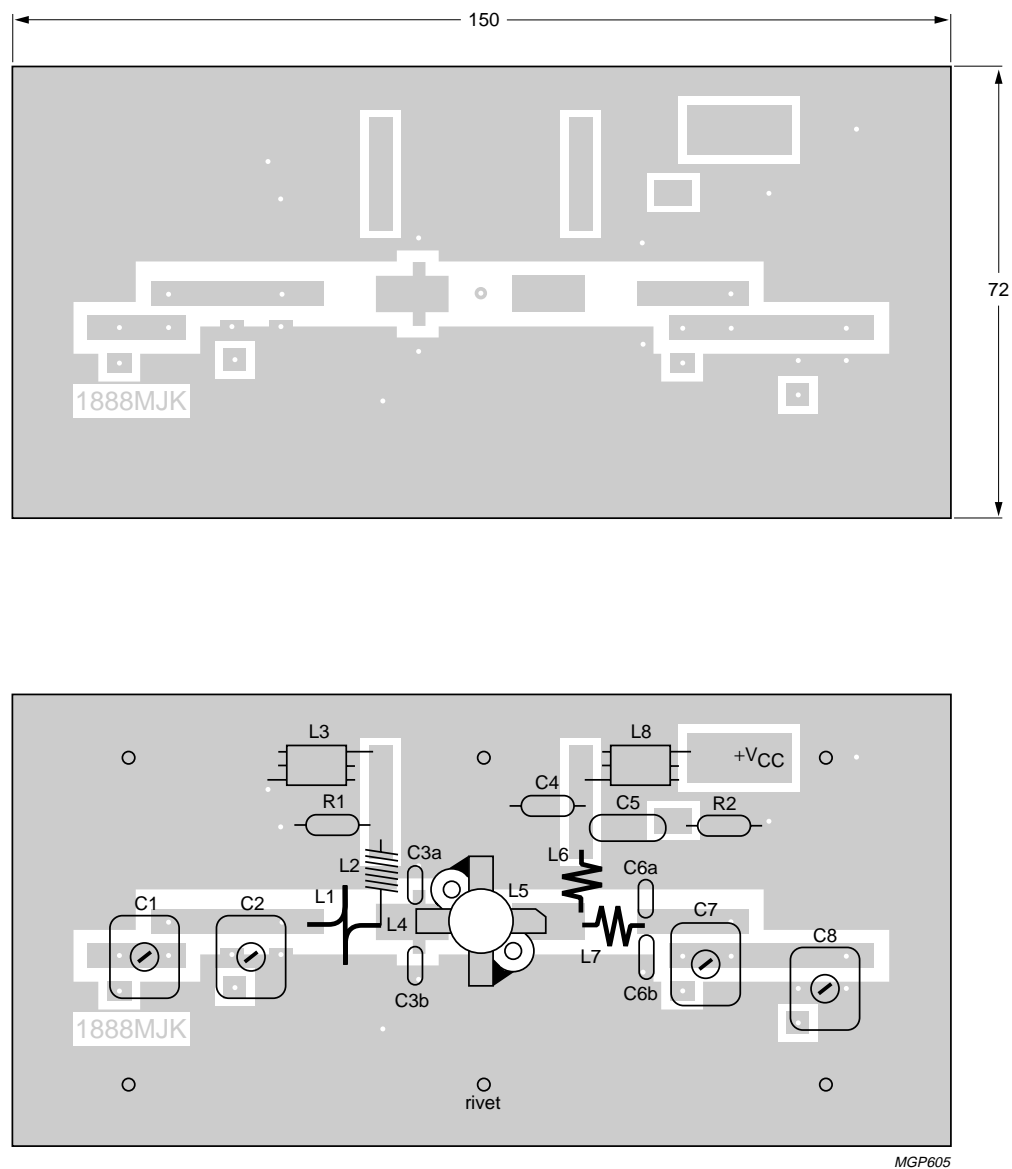 150
72
1888MJK
L3
L8
+VCC
C4
R1
C5
R2
L2
C3a
L6
C6a
L1
L5
C1
C2
L4
C7
L7
C8
C3b
C6b
1888MJK
rivet
MGP605